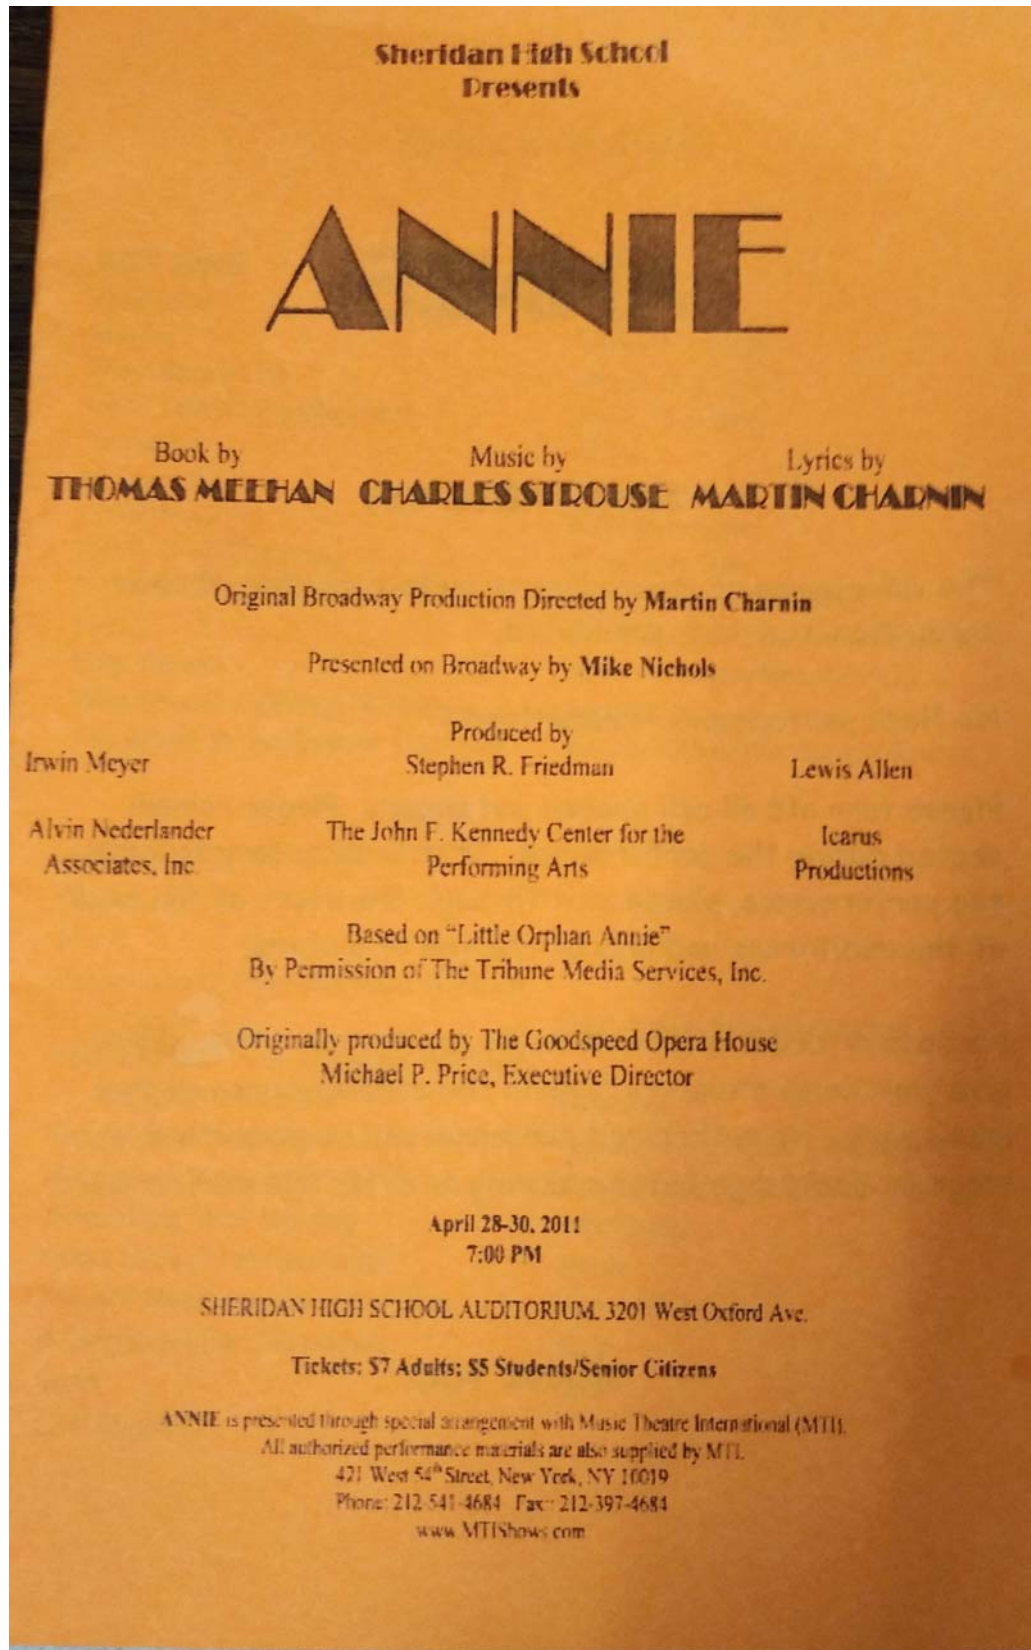 Sheridan High School
Presents
ANNIE
Book by Music by Lyrics by
THOMAS MEEHAN CHARLES STROUSE MARTIN CHARNIN
Original Broadway Production Directed by Martin Charnin
Presented on Broadway by Mike Nichols
Produced by
Irwin Meyer Stephen R. Friedman Lewis Allen
Alvin Nederlander The John F. Kennedy Center for the Icarus
Associates, Inc. Performing Arts Productions
Based on “Little Orphan Annie”
By Permission of The Tribune Media Services, Inc.
Originally produced by The Goodspeed Opera House
Michael P. Price, Executive Director
April 28-30, 2011
7:00 PM
SHERIDAN HIGH SCHOOL AUDITORIUM, 3201 West Oxford Ave.
Tickets: $7 Adults; $5 Students/Senior Citizens
ANNIE is presented through special arrangement with Music Theatre International (MTI).
All authorized performance materials are also supplied by MTI.
421 West 54th Street, New York, NY 10019
Phone: 212-541-4684 Fax: 212-397-4684
www.MTIShows.com